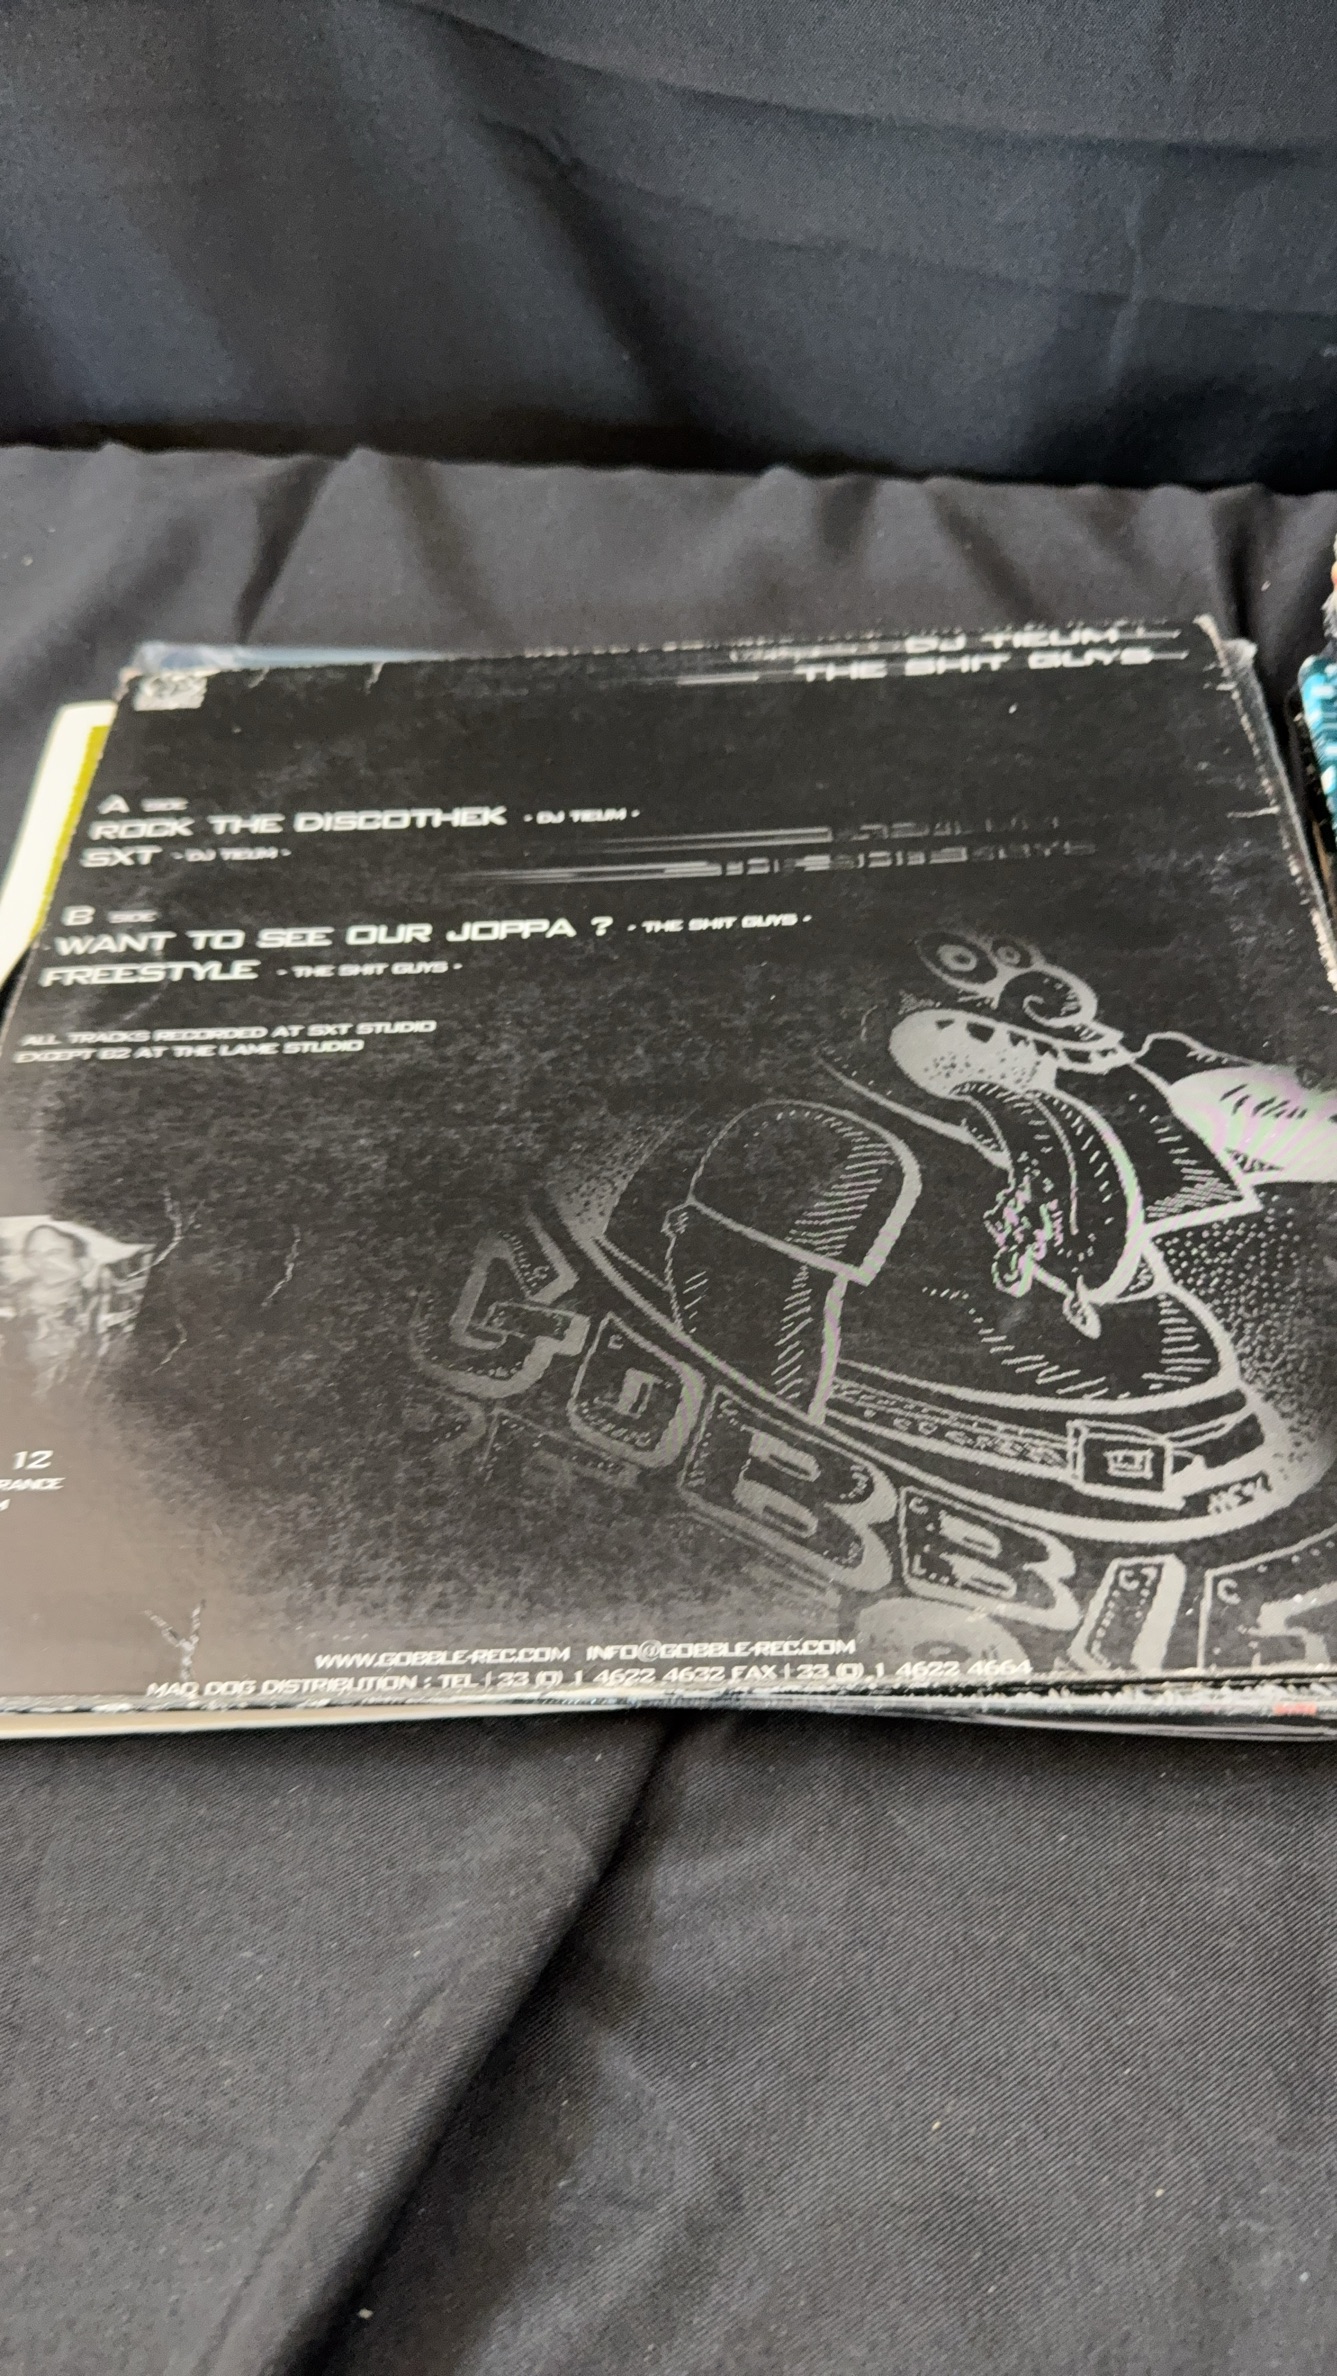 DJ TIEUM
THE SHIT GUYS
A SIDE
ROCK THE DISCOTHEK - DJ TIEUM -
SXT - DJ TIEUM -
B SIDE
WANT TO SEE OUR JOPPA ? - THE SHIT GUYS -
FREESTYLE - THE SHIT GUYS -
ALL TRACKS RECORDED AT SXT STUDIO
EXCEPT B2 AT THE LAME STUDIO
GOBBLE
12
RANCE
WWW.GOBBLE-REC.COM INFO@GOBBLE-REC.COM
MAD DOG DISTRIBUTION : TEL | 33 (0) 1 4622 4632 FAX | 33 (0) 1 4622 4664